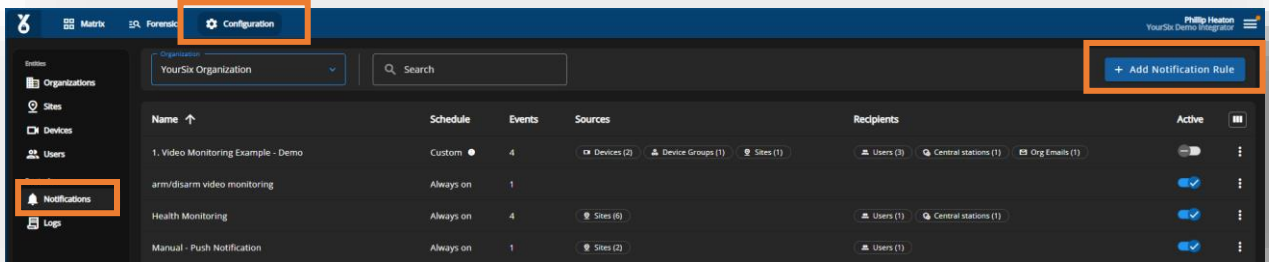 Matrix
Forensic
Configuration
Phillip Heaton
YourSix Demo Integrator
Entities
Organizations
Sites
Devices
Users
Notifications
Logs
Organization
YourSix Organization
Search
+ Add Notification Rule
Name Schedule Events Sources Recipients Active
1. Video Monitoring Example - Demo Custom 4 Devices (2) Device Groups (1) Sites (1) Users (3) Central stations (1) Org Emails (1)
arm/disarm video monitoring Always on 1
Health Monitoring Always on 4 Sites (6) Users (1) Central stations (1)
Manual - Push Notification Always on 1 Sites (2) Users (1)